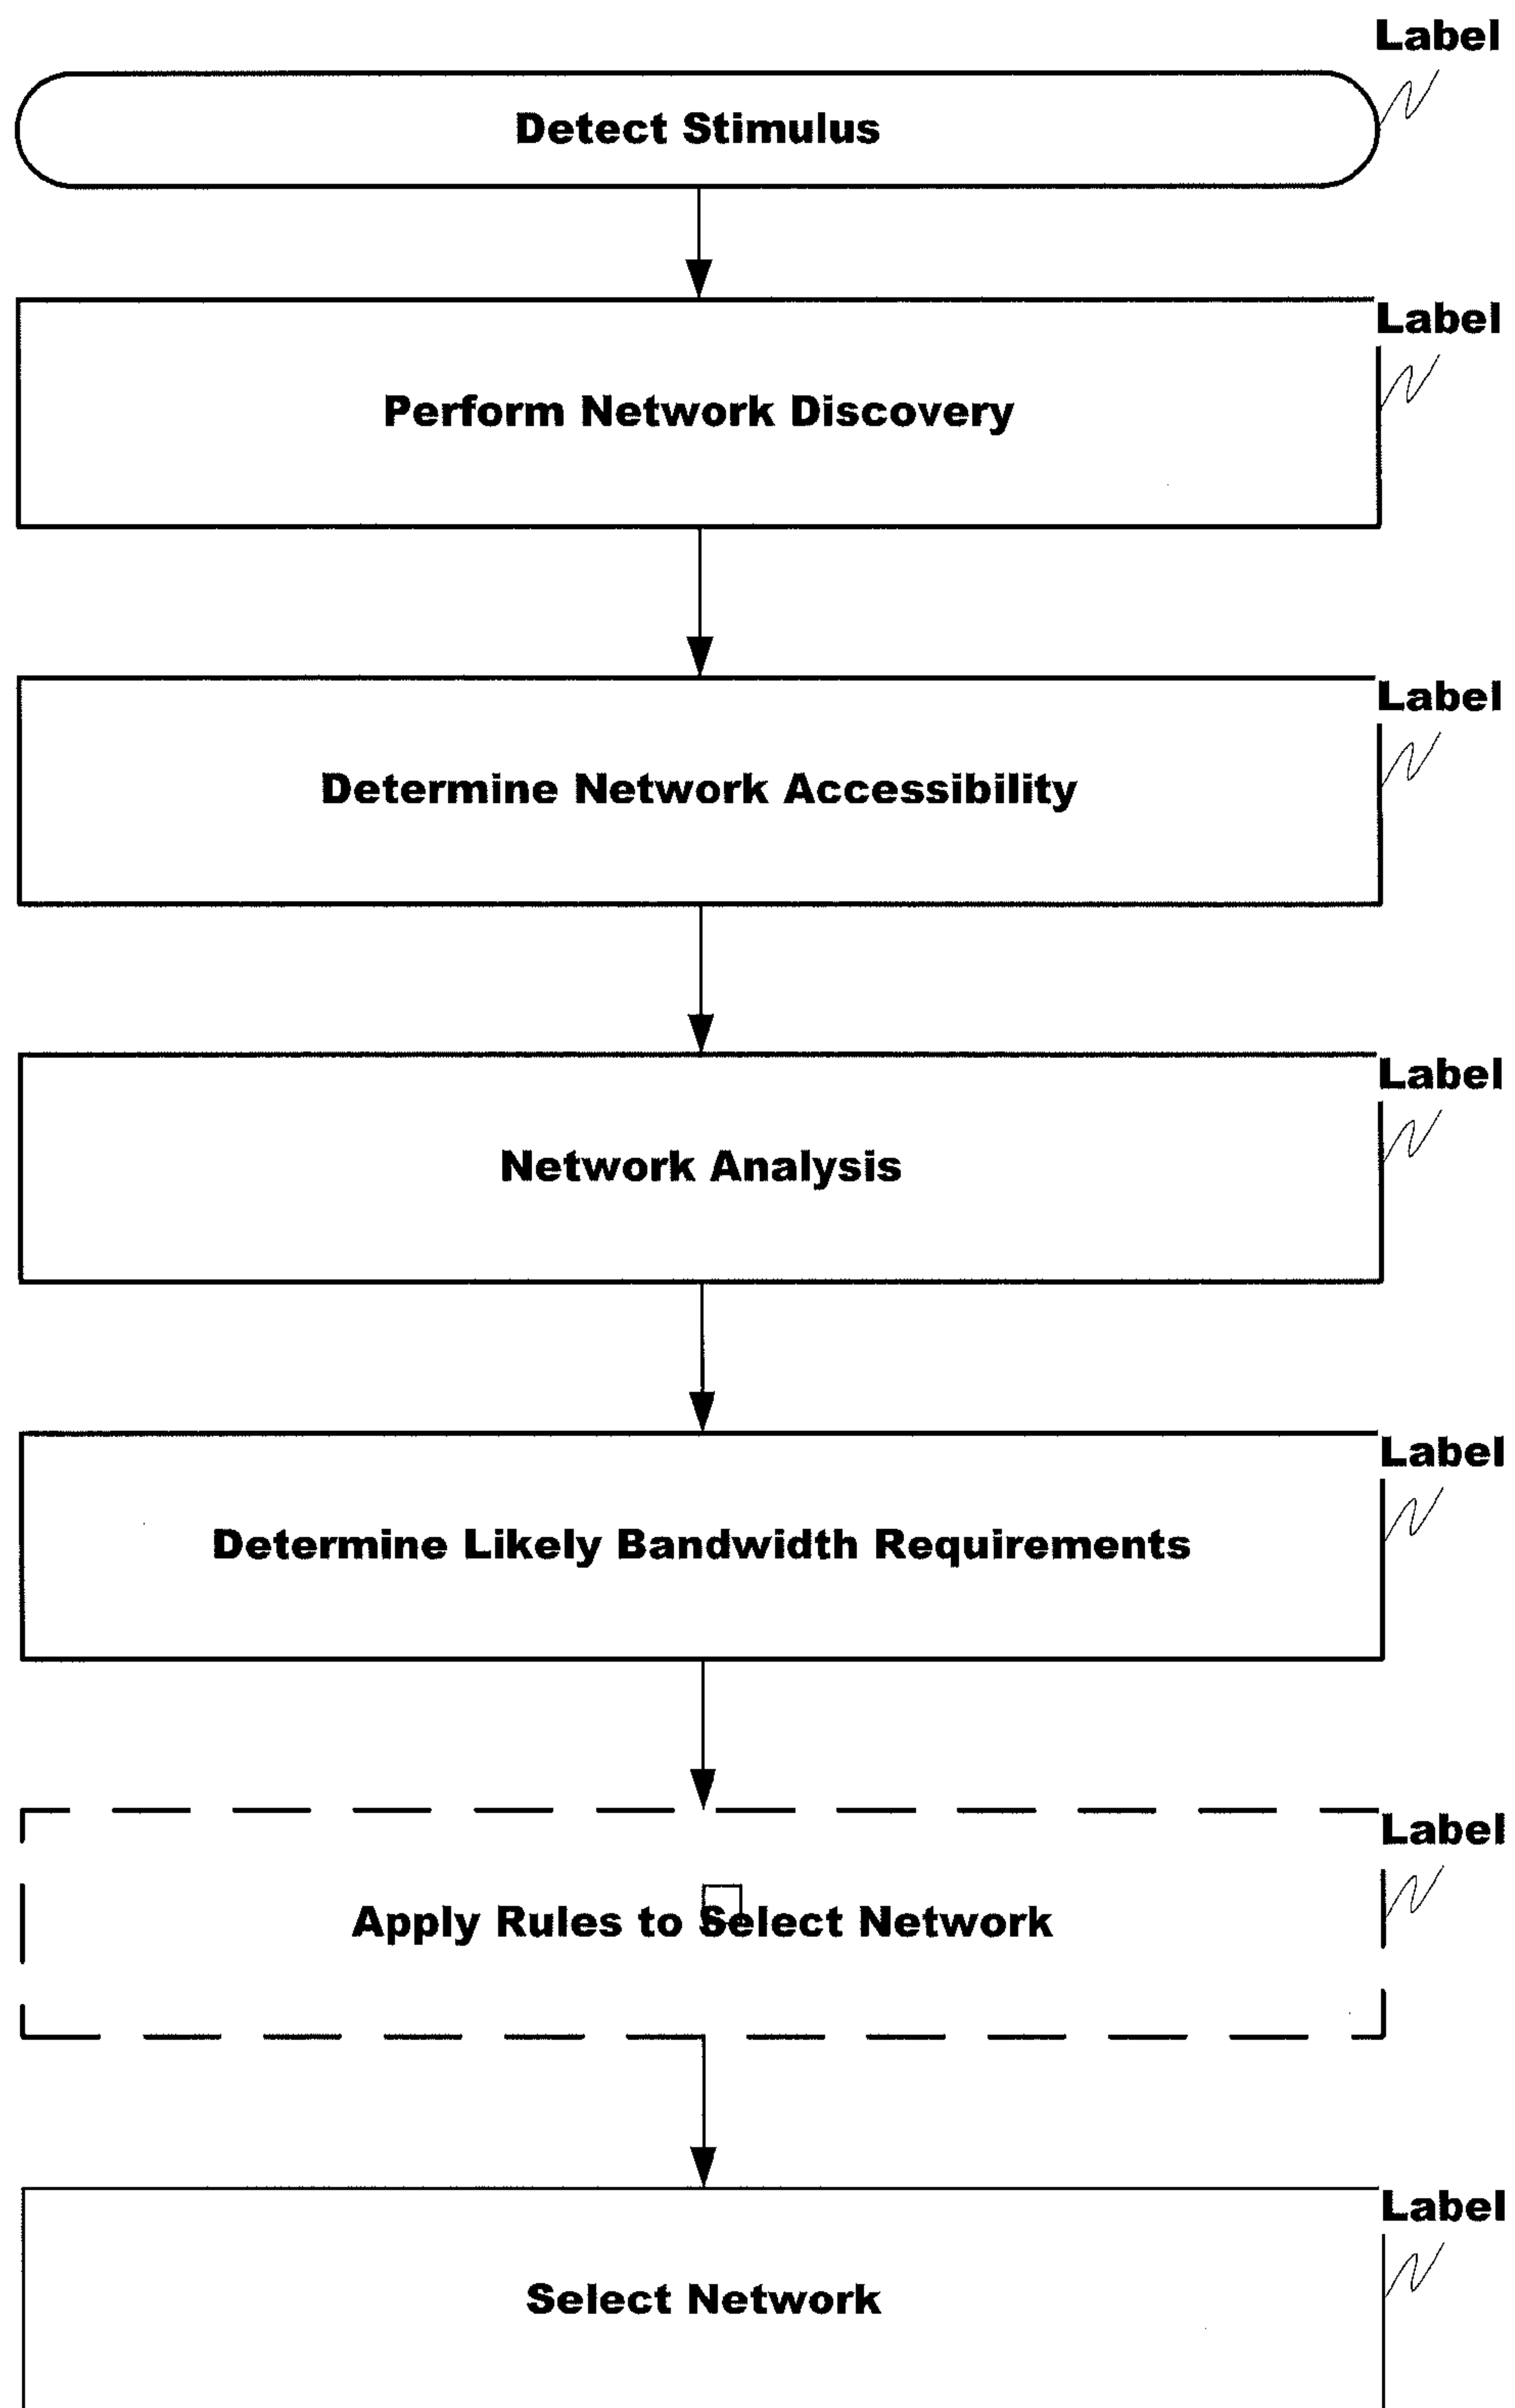 Label
Detect Stimulus
Label
Perform Network Discovery
Label
Determine Network Accessibility
Label
Network Analysis
Label
Determine Likely Bandwidth Requirements
Label
Apply Rules to Select Network
Label
Select Network